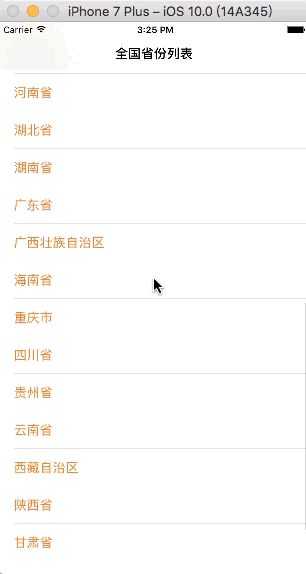 iPhone 7 Plus – iOS 10.0 (14A345)
Carrier 3:25 PM
全国省份列表
河南省
湖北省
湖南省
广东省
广西壮族自治区
海南省
重庆市
四川省
贵州省
云南省
西藏自治区
陕西省
甘肃省